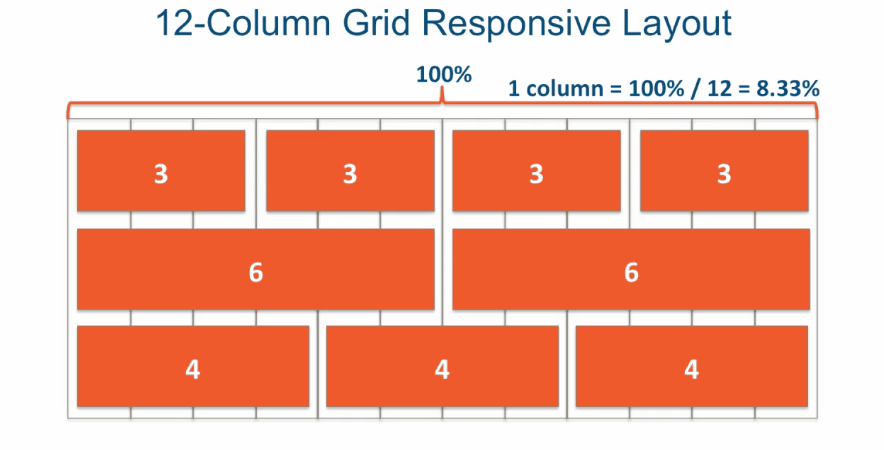 12-Column Grid Responsive Layout
100%
1 column = 100% / 12 = 8.33%
3 3 3 3
6 6
4 4 4